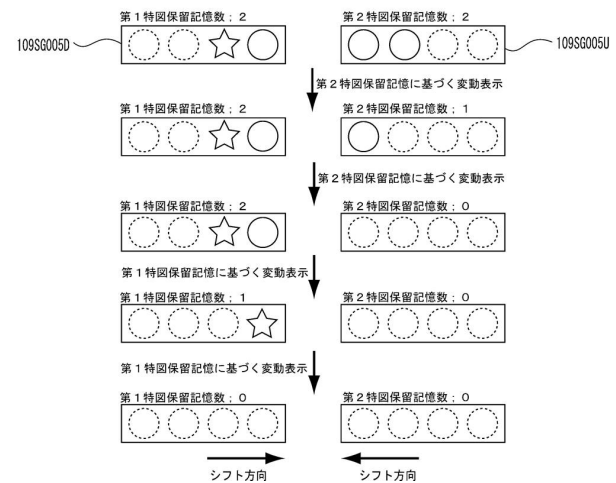 第1特図保留記憶数；2
第2特図保留記憶数；2
109SG005D
109SG005U
第2特図保留記憶に基づく変動表示
第1特図保留記憶数；2
第2特図保留記憶数；1
第2特図保留記憶に基づく変動表示
第1特図保留記憶数；2
第2特図保留記憶数；0
第1特図保留記憶に基づく変動表示
第1特図保留記憶数；1
第2特図保留記憶数；0
第1特図保留記憶に基づく変動表示
第1特図保留記憶数；0
第2特図保留記憶数；0
シフト方向
シフト方向